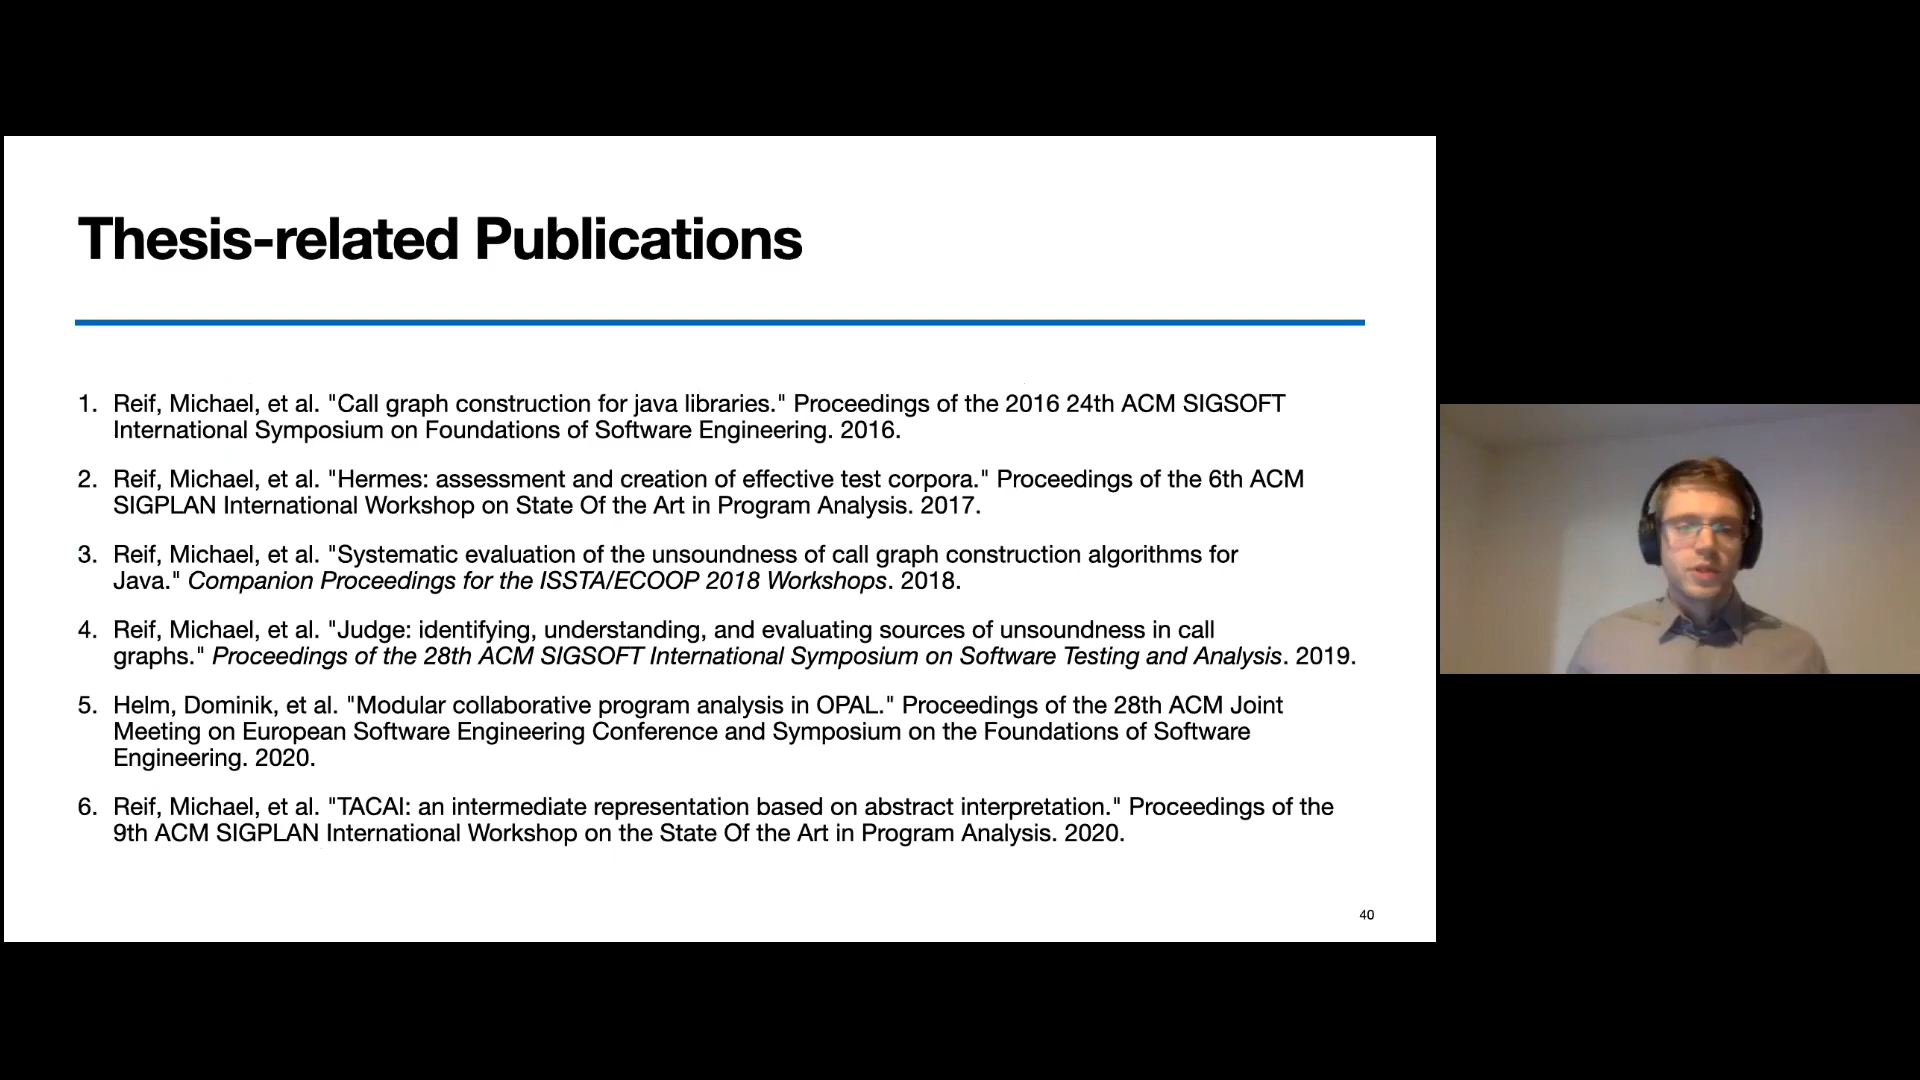 Thesis-related Publications
1. Reif, Michael, et al. "Call graph construction for java libraries." Proceedings of the 2016 24th ACM SIGSOFT
International Symposium on Foundations of Software Engineering. 2016.
2. Reif, Michael, et al. "Hermes: assessment and creation of effective test corpora." Proceedings of the 6th ACM
SIGPLAN International Workshop on State Of the Art in Program Analysis. 2017.
3. Reif, Michael, et al. "Systematic evaluation of the unsoundness of call graph construction algorithms for
Java." Companion Proceedings for the ISSTA/ECOOP 2018 Workshops. 2018.
4. Reif, Michael, et al. "Judge: identifying, understanding, and evaluating sources of unsoundness in call
graphs." Proceedings of the 28th ACM SIGSOFT International Symposium on Software Testing and Analysis. 2019.
5. Helm, Dominik, et al. "Modular collaborative program analysis in OPAL." Proceedings of the 28th ACM Joint
Meeting on European Software Engineering Conference and Symposium on the Foundations of Software
Engineering. 2020.
6. Reif, Michael, et al. "TACAI: an intermediate representation based on abstract interpretation." Proceedings of the
9th ACM SIGPLAN International Workshop on the State Of the Art in Program Analysis. 2020.
40